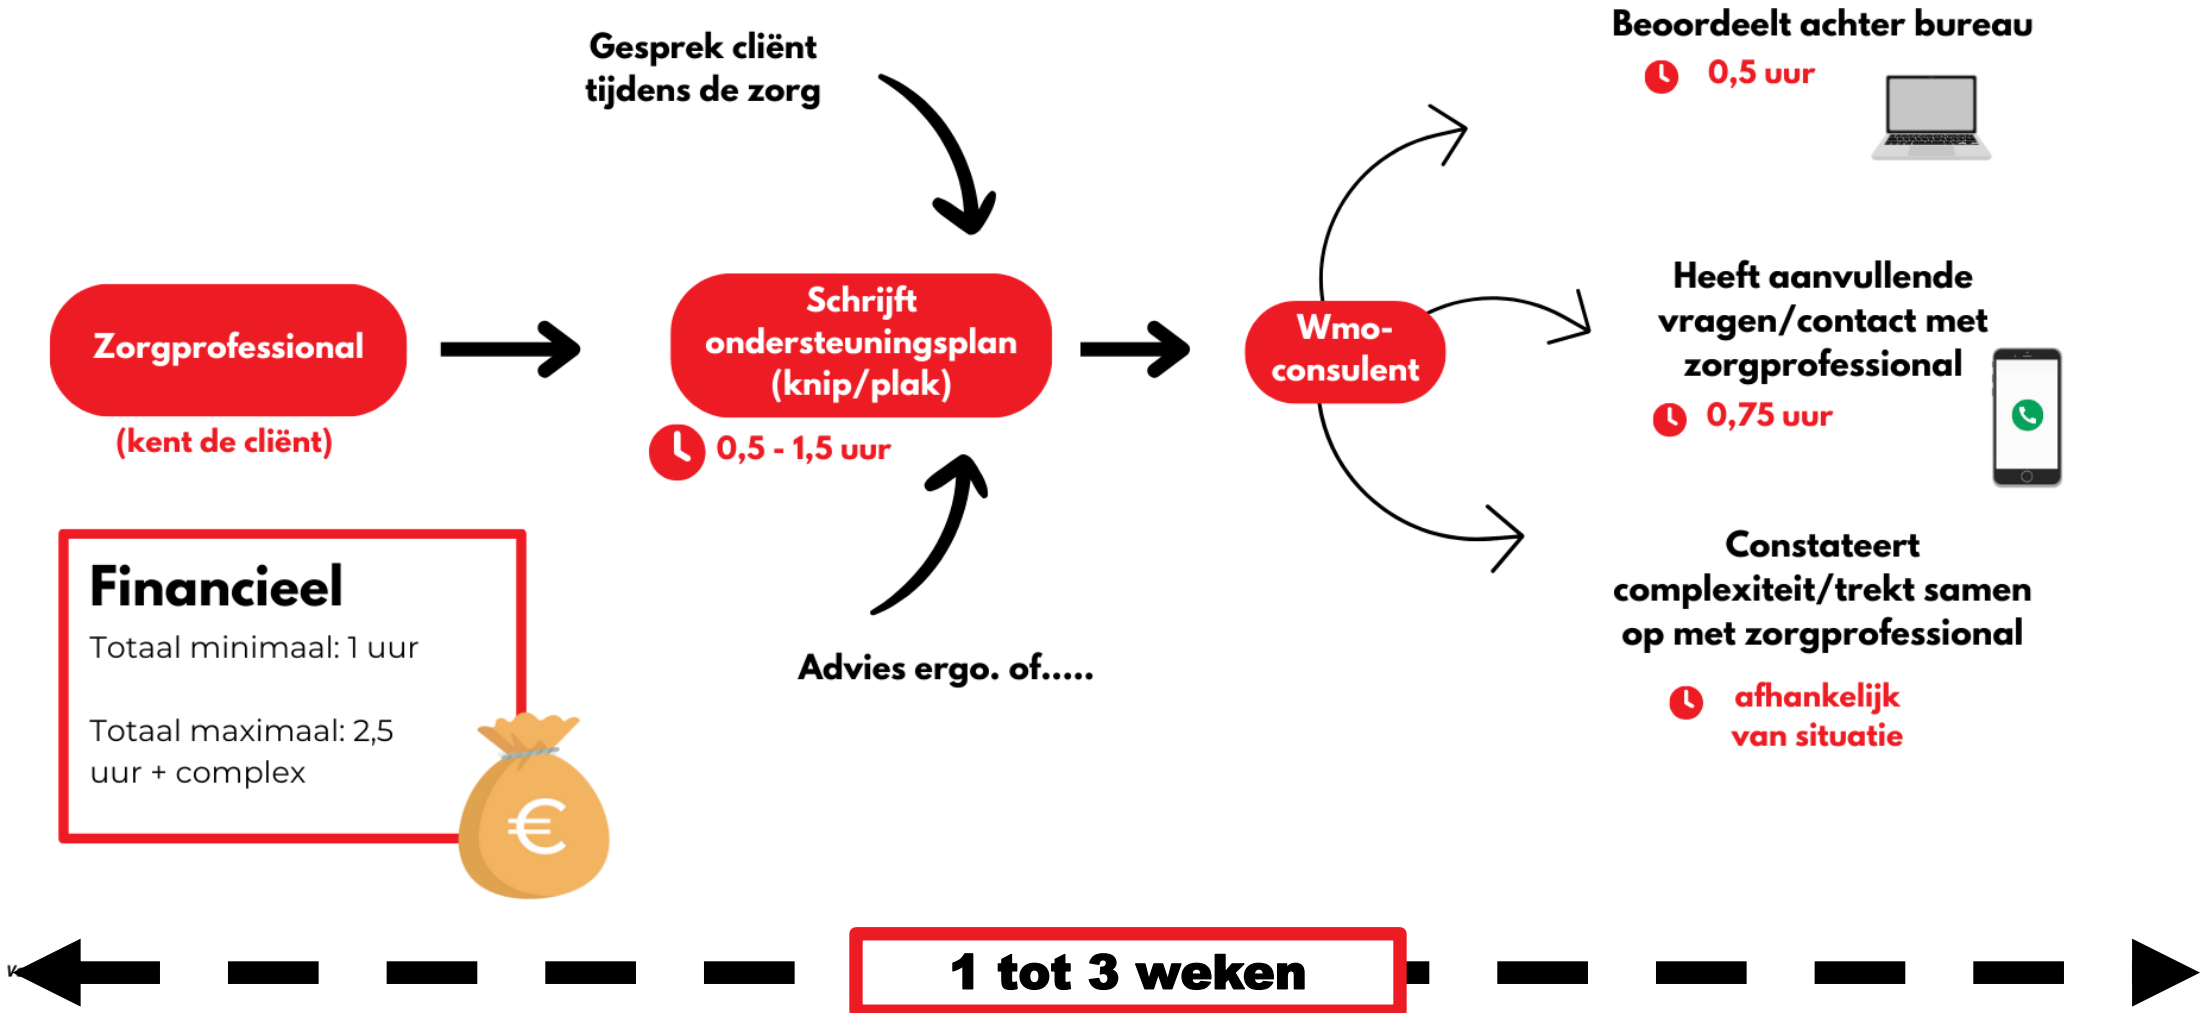 Gesprek cliënt
tijdens de zorg
Beoordeelt achter bureau
0,5 uur
Zorgprofessional
(kent de cliënt)
Schrijft
ondersteuningsplan
(knip/plak)
0,5 - 1,5 uur
Wmo-
consulent
Heeft aanvullende
vragen/contact met
zorgprofessional
0,75 uur
Constateert
complexiteit/trekt samen
op met zorgprofessional
afhankelijk
van situatie
Advies ergo. of.....
Financieel
Totaal minimaal: 1 uur
Totaal maximaal: 2,5
uur + complex
€
1 tot 3 weken